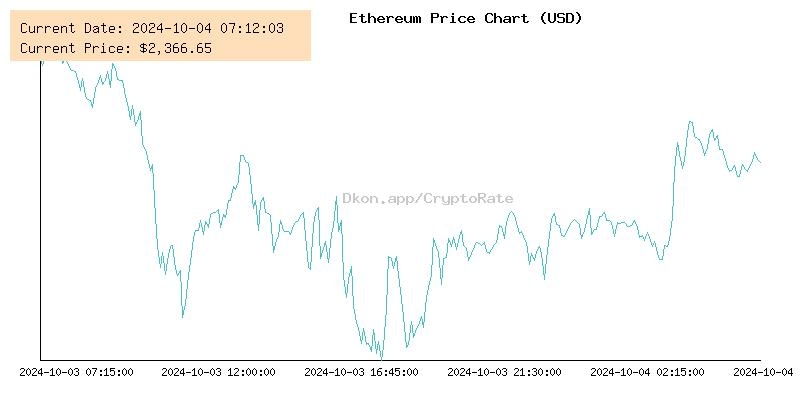 Ethereum Price Chart (USD)
Current Date: 2024-10-04 07:12:03
Current Price: $2,366.65
Dkon.app/CryptoRate
2024-10-03 07:15:00 2024-10-03 12:00:00 2024-10-03 16:45:00 2024-10-03 21:30:00 2024-10-04 02:15:00 2024-10-04